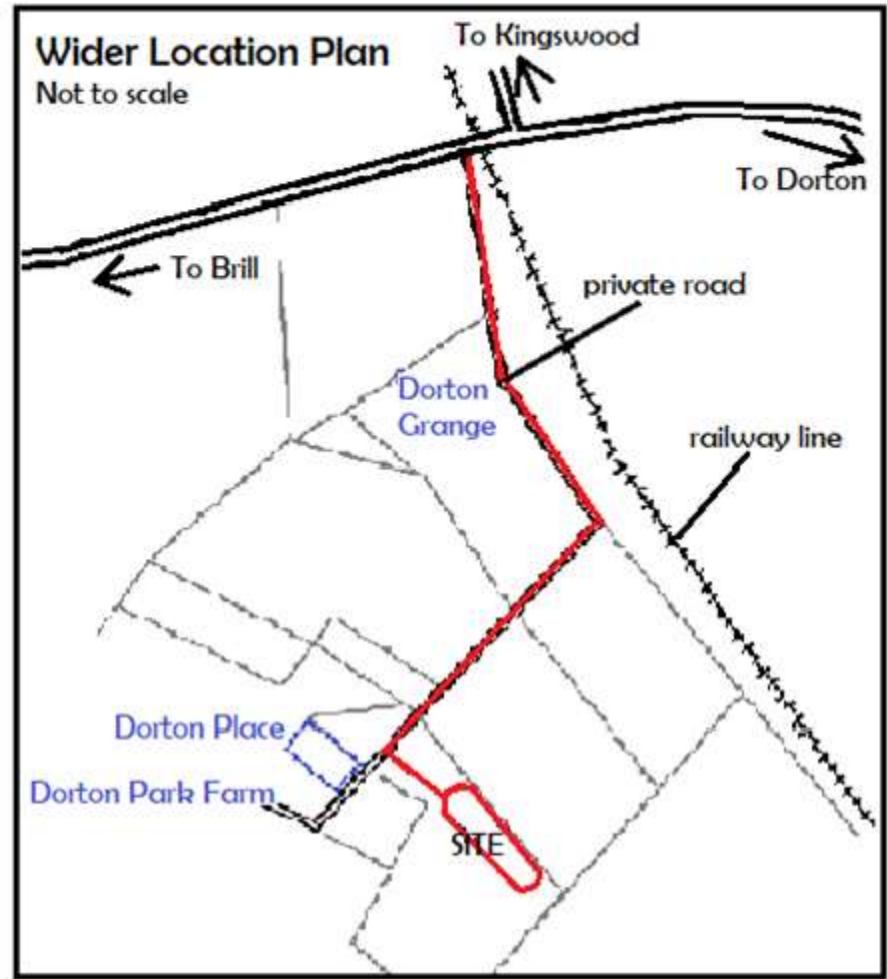 Wider Location Plan
Not to scale
To Kingswood
To Dorton
To Brill
private road
Dorton
Grange
railway line
Dorton Place
Dorton Park Farm
SITE